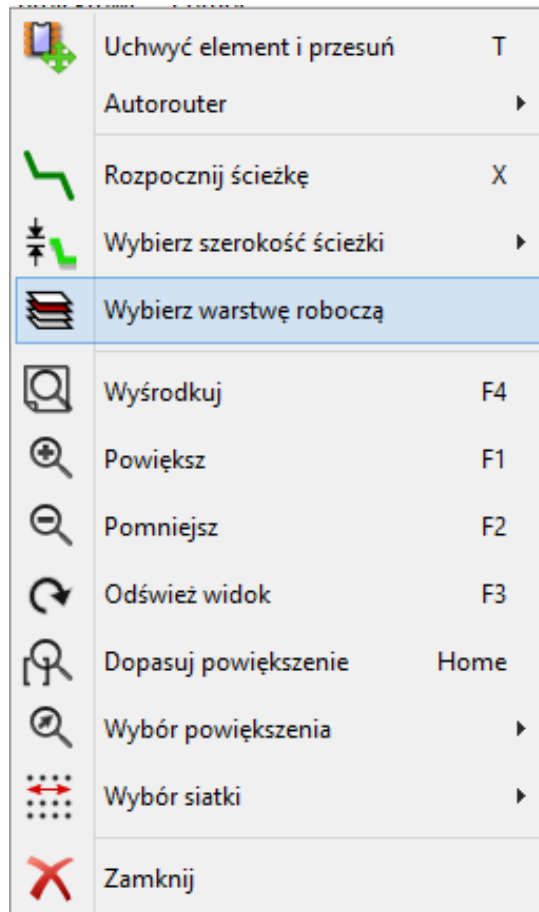 Uchwyć element i przesuń T
Autorouter
Rozpocznij ścieżkę X
Wybierz szerokość ścieżki
Wybierz warstwę roboczą
Wyśrodkuj F4
Powiększ F1
Pomniejsz F2
Odśwież widok F3
Dopasuj powiększenie Home
Wybór powiększenia
Wybór siatki
Zamknij